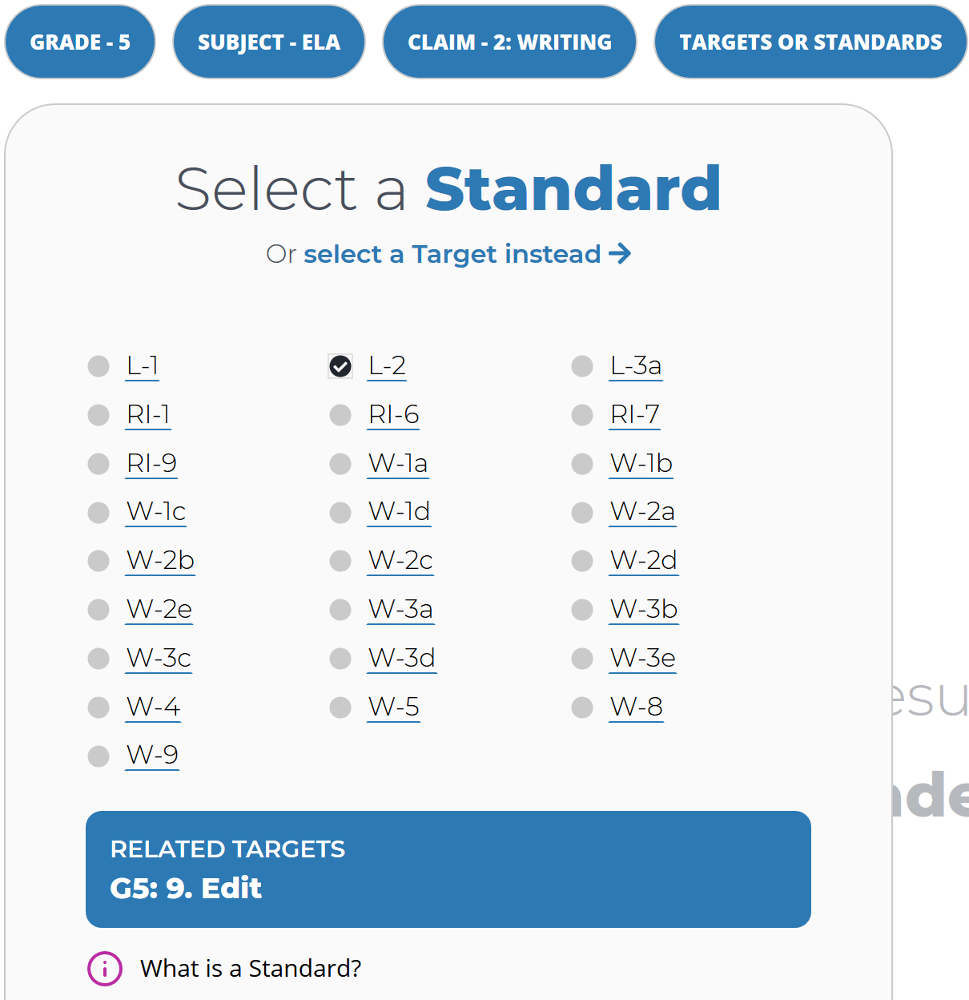 GRADE - 5 SUBJECT - ELA CLAIM - 2: WRITING TARGETS OR STANDARDS
Select a Standard
Or select a Target instead →
L-1 L-2 L-3a
RI-1 RI-6 RI-7
RI-9 W-1a W-1b
W-1c W-1d W-2a
W-2b W-2c W-2d
W-2e W-3a W-3b
W-3c W-3d W-3e
W-4 W-5 W-8
W-9
RELATED TARGETS
G5: 9. Edit
What is a Standard?